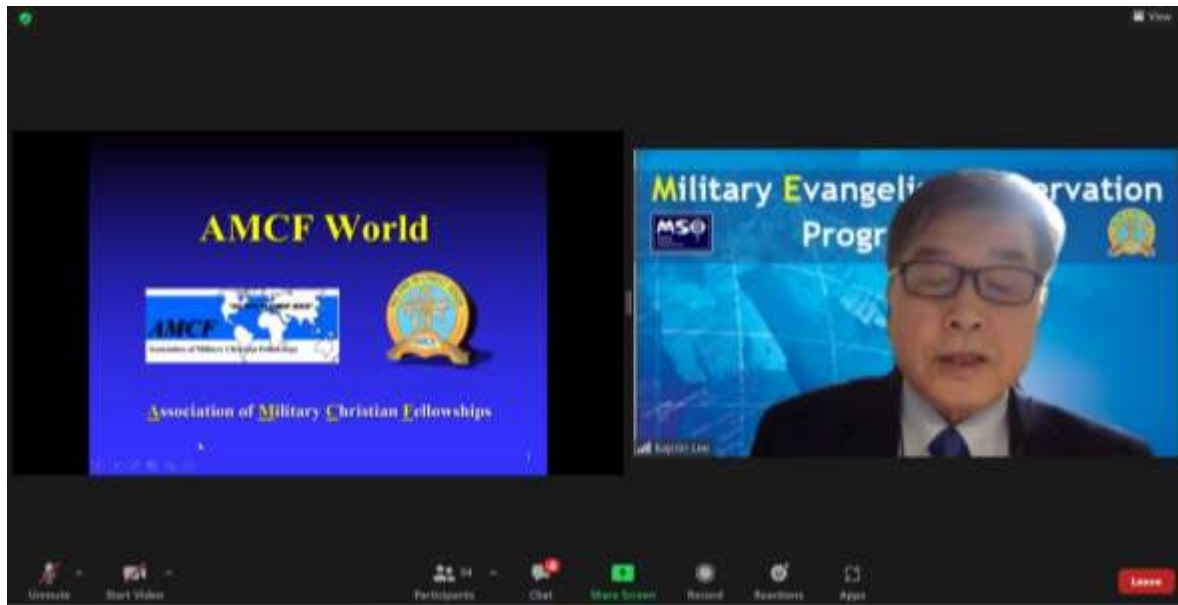 View
AMCF World
AMCF
Association of Military Christian Fellowships
Association of Military Christian Fellowships
Military Evangeli ervation
MSO
Progr
Lee
Unmute
Start Video
Participants
Chat
Share Screen
Record
Reactions
Apps
Leave